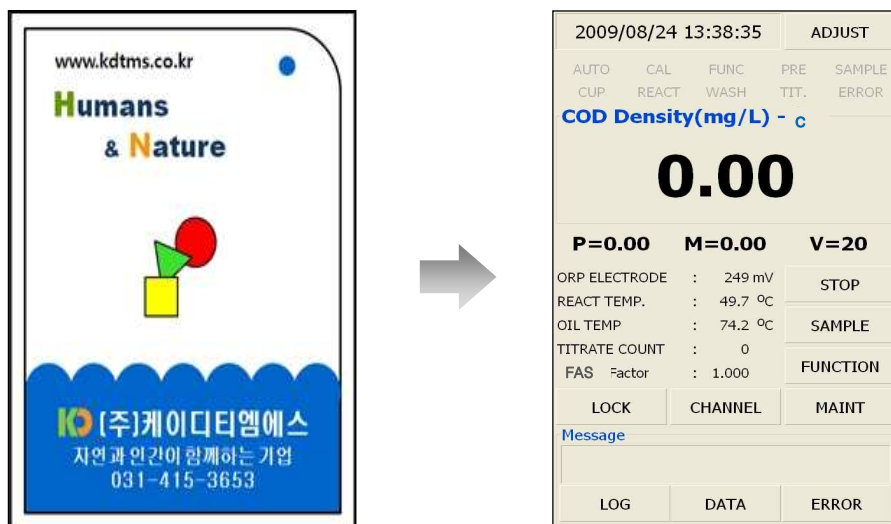 www.kdtms.co.kr
Humans
& Nature
KD (주)케이디티엠에스
자연과 인간이 함께하는 기업
031-415-3653
2009/08/24 13:38:35 ADJUST
AUTO CAL FUNC PRE SAMPLE
CUP REACT WASH TIT. ERROR
COD Density(mg/L) - c
0.00
P=0.00 M=0.00 V=20
ORP ELECTRODE : 249 mV
STOP
REACT TEMP. : 49.7 ºC
OIL TEMP : 74.2 ºC SAMPLE
TITRATE COUNT : 0
FUNCTION
FAS Factor : 1.000
LOCK CHANNEL MAINT
Message
LOG DATA ERROR